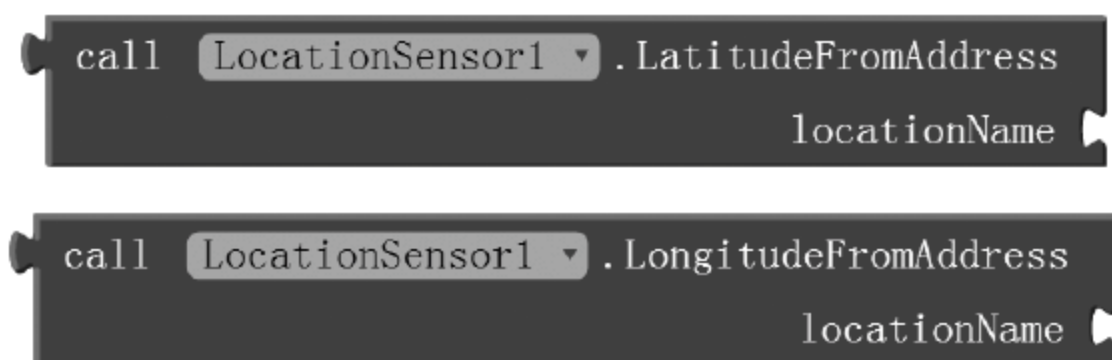 call LocationSensor1 .LatitudeFromAddress
locationName
call LocationSensor1 .LongitudeFromAddress
locationName